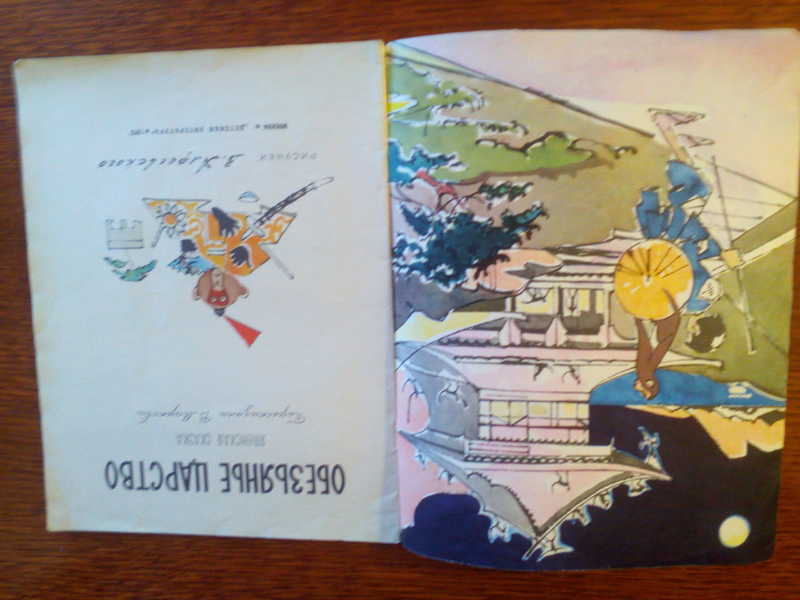 ОБЕЗЬЯНЬЕ ЦАРСТВО
ЯПОНСКАЯ СКАЗКА
Пересказала В. Маркова
РИСУНКИ
МОСКВА «ДЕТСКАЯ ЛИТЕРАТУРА»